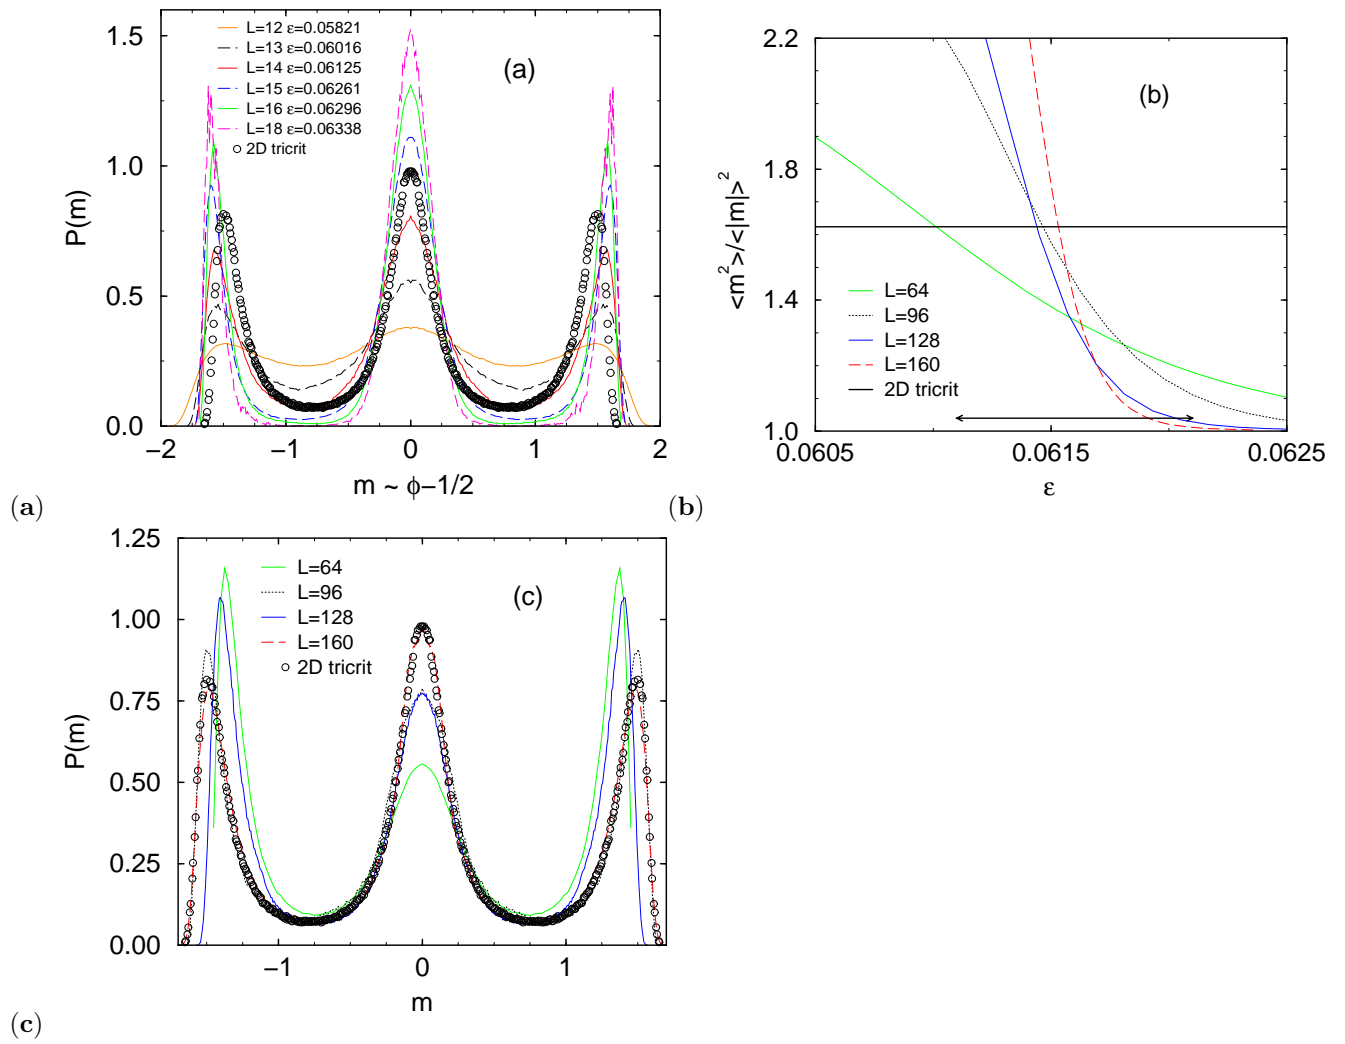 1.5
1.0
0.5
0.0
P(m)
L=12 ε=0.05821
L=13 ε=0.06016
L=14 ε=0.06125
L=15 ε=0.06261
L=16 ε=0.06296
L=18 ε=0.06338
2D tricrit
(a)
−2 −1 0 1 2
m ~ ϕ−1/2
(a)
2.2
1.8
1.4
1.0
<m²>/<|m|>²
(b)
L=64
L=96
L=128
L=160
2D tricrit
0.0605 0.0615 0.0625
ε
(b)
1.25
1.00
0.75
0.50
0.25
0.00
P(m)
L=64
L=96
L=128
L=160
2D tricrit
(c)
−1 0 1
m
(c)